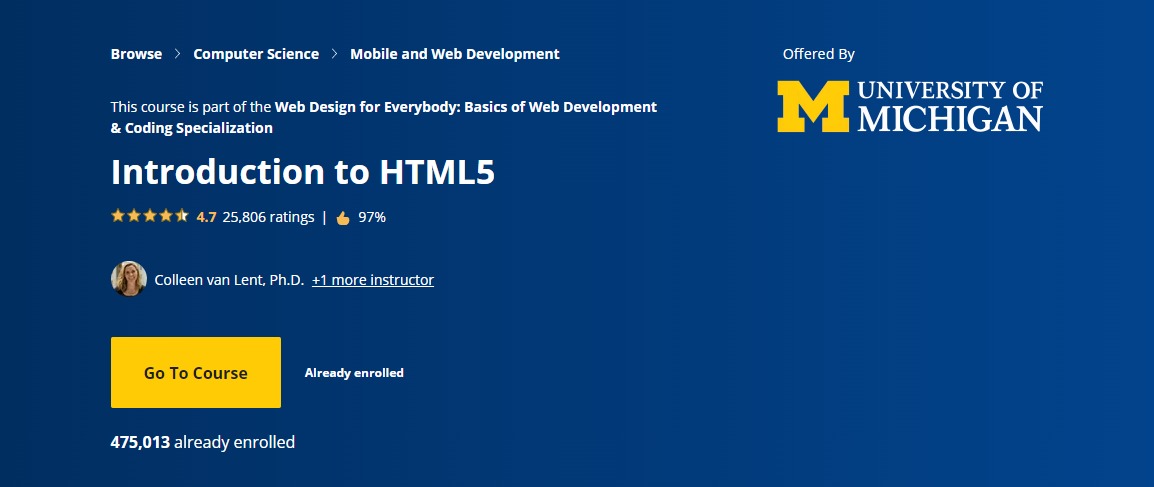 Browse > Computer Science > Mobile and Web Development
Offered By
UNIVERSITY OF
MICHIGAN
This course is part of the Web Design for Everybody: Basics of Web Development
& Coding Specialization
Introduction to HTML5
4.7 25,806 ratings | 97%
Colleen van Lent, Ph.D. +1 more instructor
Go To Course
Already enrolled
475,013 already enrolled